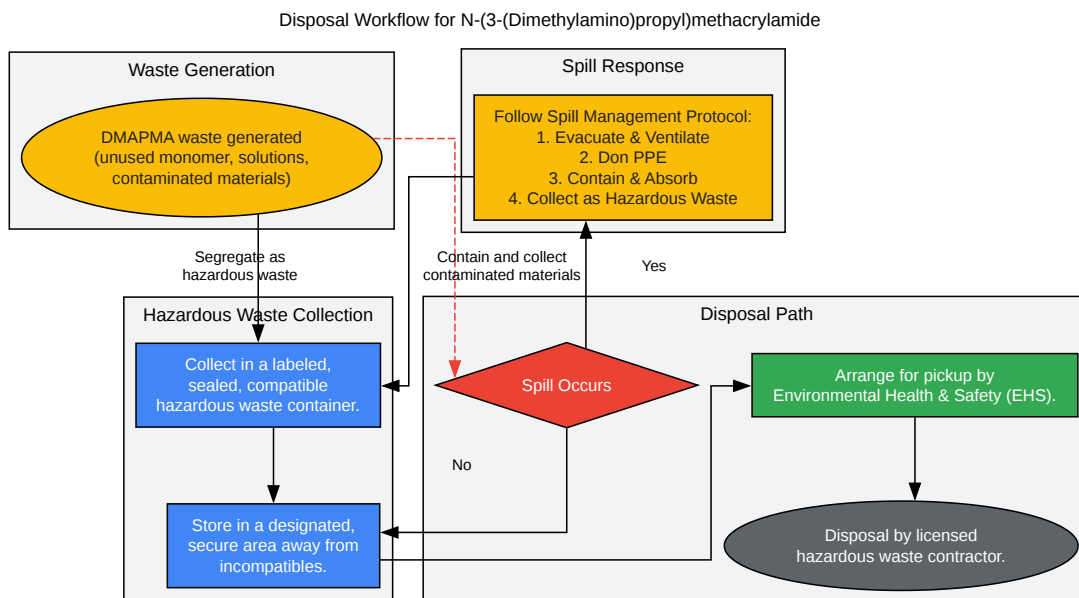 Disposal Workflow for N-(3-(Dimethylamino)propyl)methacrylamide
Waste Generation
DMAPMA waste generated
(unused monomer, solutions,
contaminated materials)
Spill Response
Follow Spill Management Protocol:
1. Evacuate & Ventilate
2. Don PPE
3. Contain & Absorb
4. Collect as Hazardous Waste
Segregate as
hazardous waste
Contain and collect
contaminated materials
Yes
Hazardous Waste Collection
Collect in a labeled,
sealed, compatible
hazardous waste container.
Store in a designated,
secure area away from
incompatibles.
Disposal Path
Spill Occurs
No
Arrange for pickup by
Environmental Health & Safety (EHS).
Disposal by licensed
hazardous waste contractor.